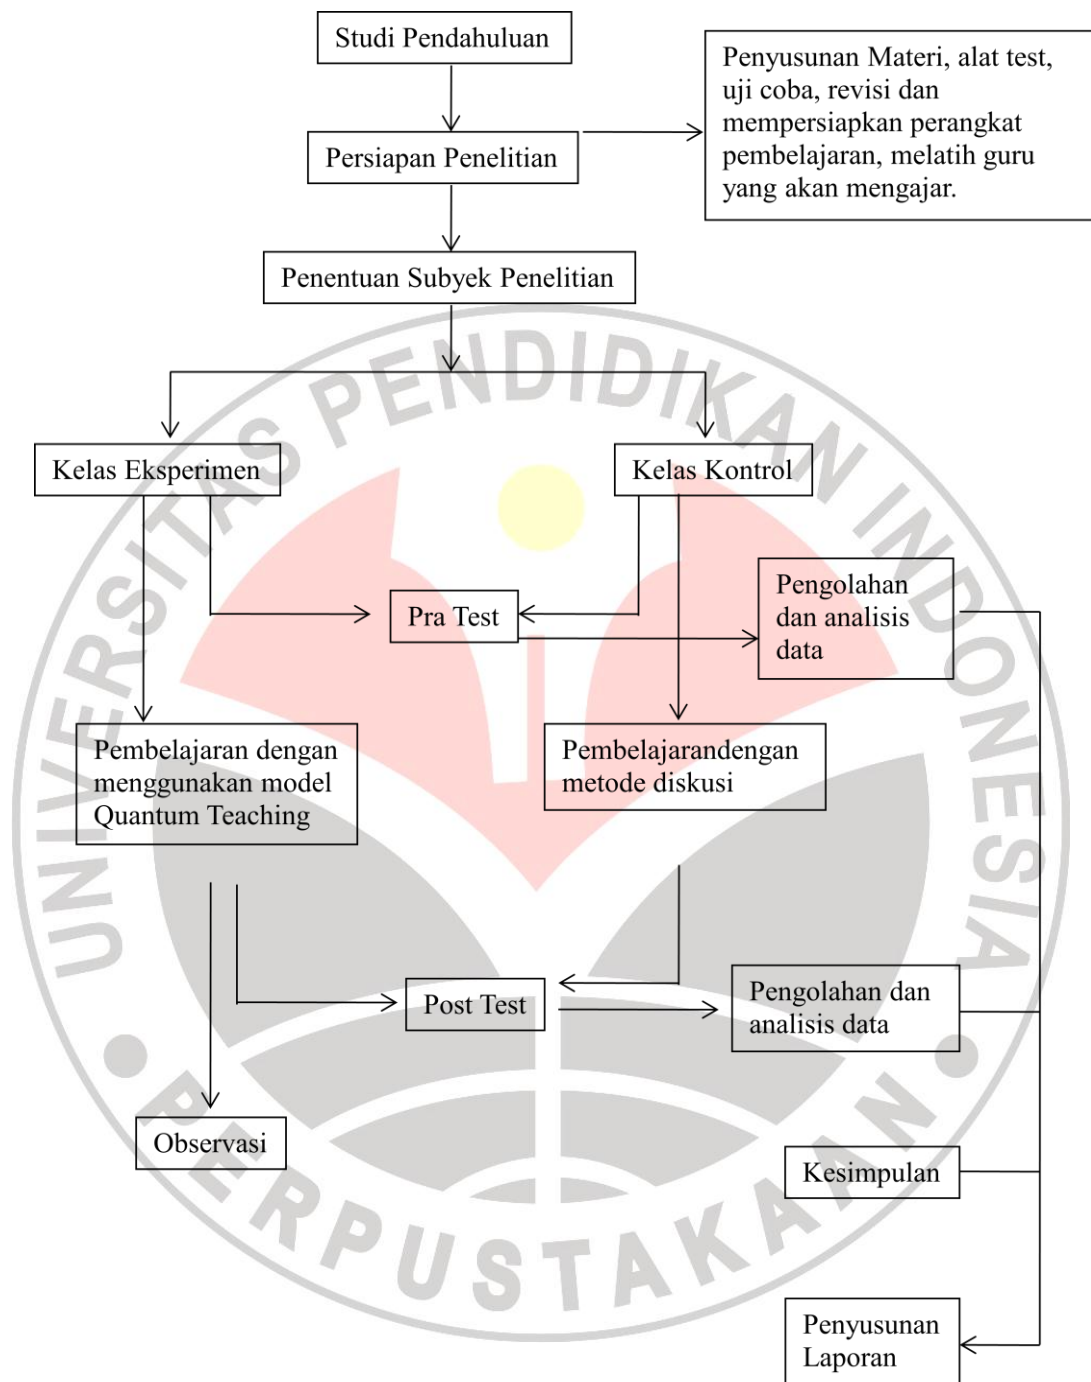 Studi Pendahuluan
Penyusunan Materi, alat test,
uji coba, revisi dan
mempersiapkan perangkat
pembelajaran, melatih guru
yang akan mengajar.
Persiapan Penelitian
Penentuan Subyek Penelitian
Kelas Eksperimen
Kelas Kontrol
Pra Test
Pengolahan
dan analisis
data
Pembelajaran dengan
menggunakan model
Quantum Teaching
Pembelajarandengan
metode diskusi
Post Test
Pengolahan dan
analisis data
Observasi
Kesimpulan
Penyusunan
Laporan
UNIVERSITAS PENDIDIKAN INDONESIA
PERPUSTAKAAN